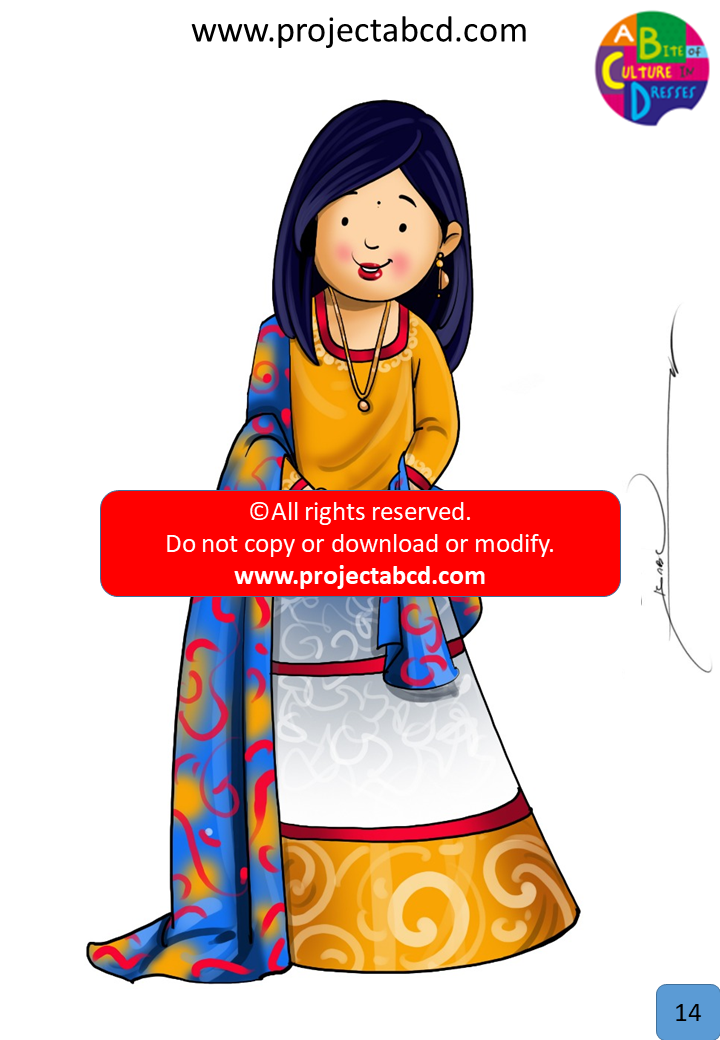 www.projectabcd.com
A BITE OF
CULTURE IN
DRESSES
©All rights reserved.
Do not copy or download or modify.
www.projectabcd.com
14